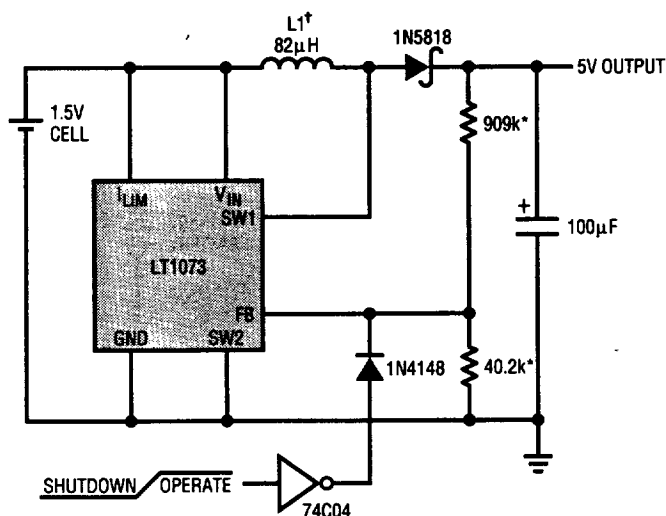 L1†
82µH
1N5818
5V OUTPUT
1.5V
CELL
909k*
ILIM
VIN
SW1
LT1073
+
100µF
FB
GND
SW2
1N4148
40.2k*
SHUTDOWN OPERATE
74C04